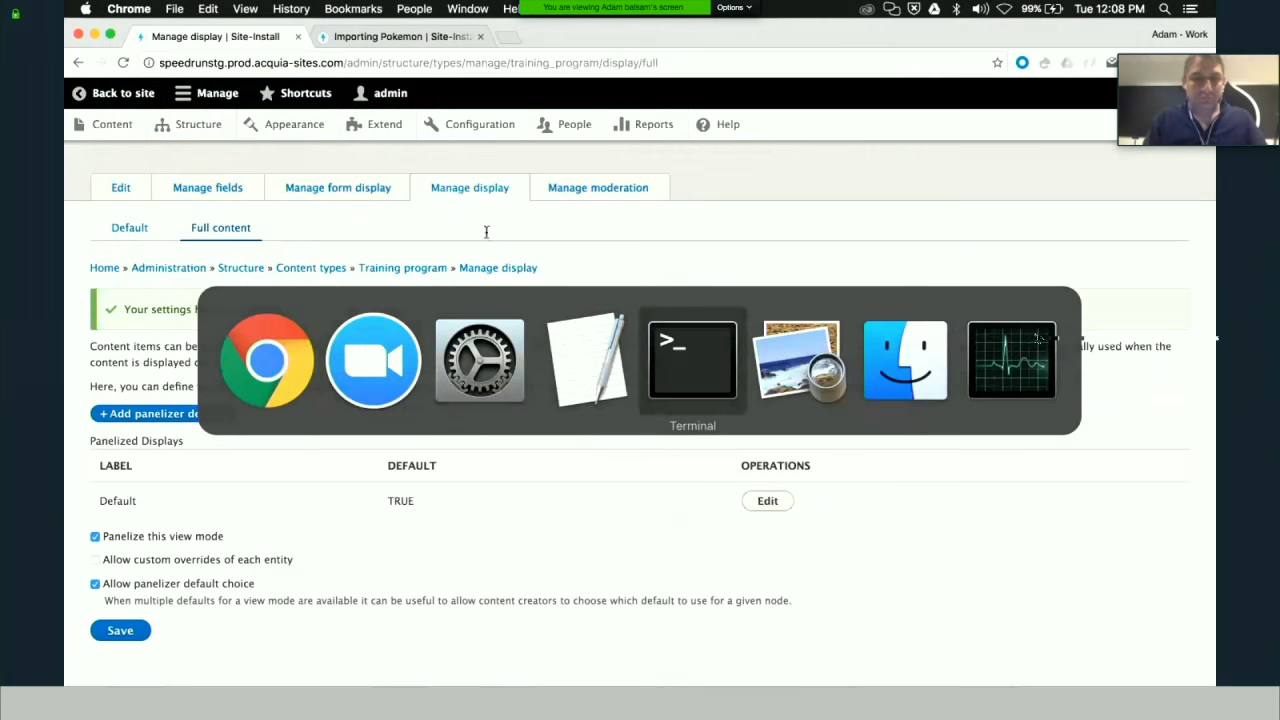 Chrome File Edit View History Bookmarks People Window He
You are viewing Adam balsam's screen Options
99% Tue 12:08 PM
Manage display | Site-Install
Importing Pokemon | Site-Inst
Adam - Work
speedrunstg.prod.acquia-sites.com/admin/structure/types/manage/training_program/display/full
Back to site Manage Shortcuts admin
Content Structure Appearance Extend Configuration People Reports Help
Edit Manage fields Manage form display Manage display Manage moderation
Default Full content
Home » Administration » Structure » Content types » Training program » Manage display
Your settings h
Content items can be ally used when the
content is displayed o
Here, you can define
+ Add panelizer de
>_
Terminal
Panelized Displays
LABEL DEFAULT OPERATIONS
Default TRUE Edit
Panelize this view mode
Allow custom overrides of each entity
Allow panelizer default choice
When multiple defaults for a view mode are available it can be useful to allow content creators to choose which default to use for a given node.
Save